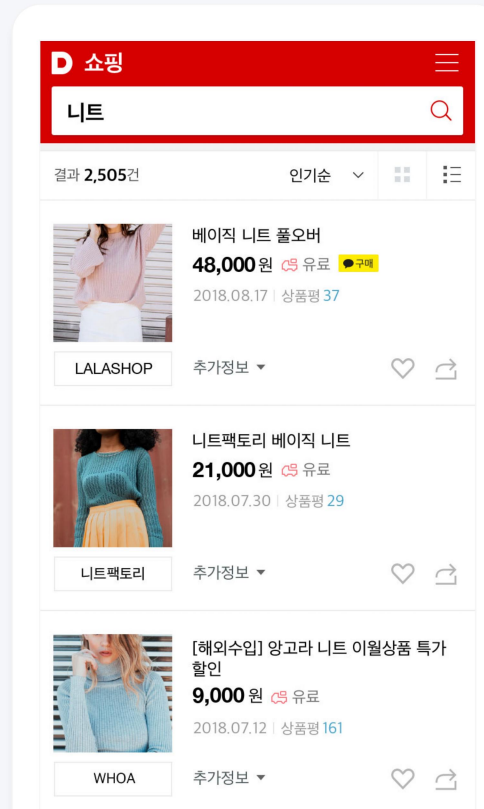 D 쇼핑
니트
결과 2,505건 인기순
베이직 니트 풀오버
48,000원 유료 구매
2018.08.17 상품평 37
LALASHOP 추가정보
니트팩토리 베이직 니트
21,000원 유료
2018.07.30 상품평 29
니트팩토리 추가정보
[해외수입] 앙고라 니트 이월상품 특가
할인
9,000원 유료
2018.07.12 상품평 161
WHOA 추가정보